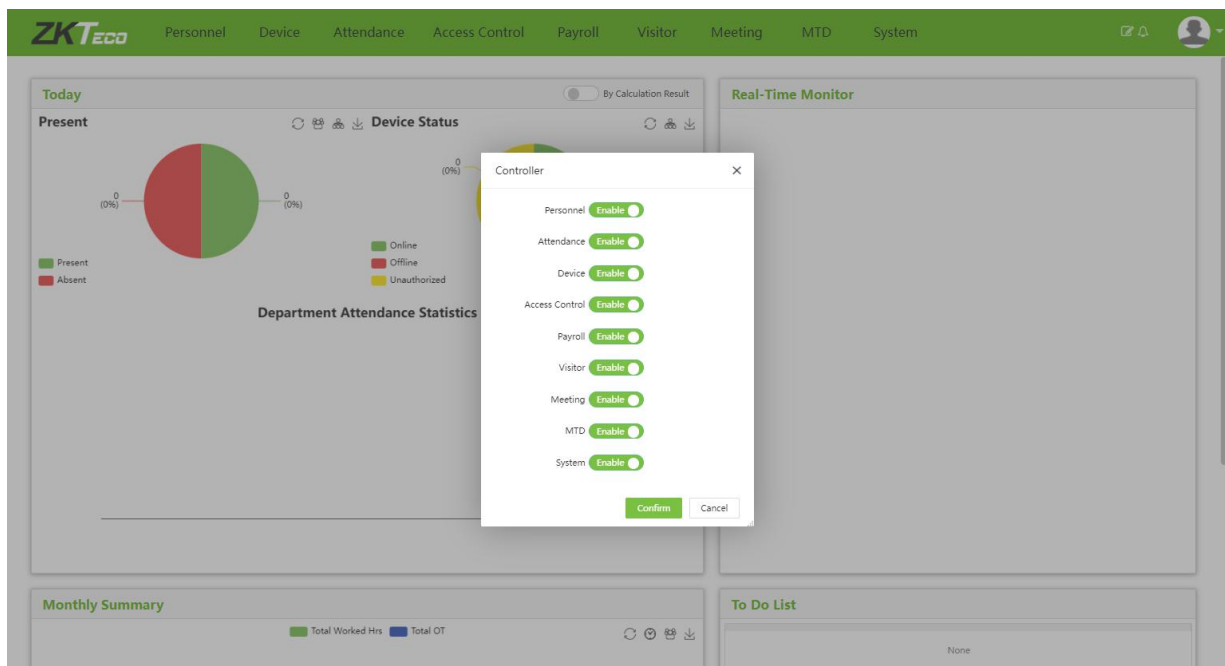 ZKTeco Personnel Device Attendance Access Control Payroll Visitor Meeting MTD System
Today
By Calculation Result
Present
Device Status
0
(0%)
0
(0%)
Present
Absent
0
(0%)
Online
Offline
Unauthorized
Department Attendance Statistics
Real-Time Monitor
Controller
Personnel Enable
Attendance Enable
Device Enable
Access Control Enable
Payroll Enable
Visitor Enable
Meeting Enable
MTD Enable
System Enable
Confirm Cancel
Monthly Summary
Total Worked Hrs Total OT
To Do List
None